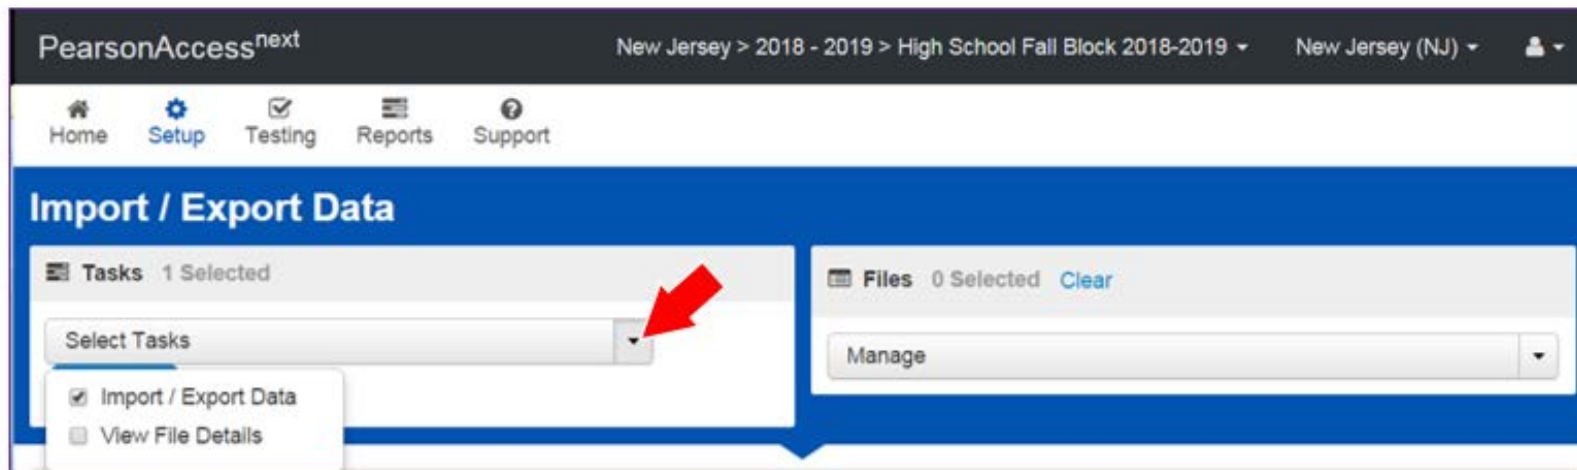 PearsonAccessnext
New Jersey > 2018 - 2019 > High School Fall Block 2018-2019
New Jersey (NJ)
Home
Setup
Testing
Reports
Support
Import / Export Data
Tasks 1 Selected
Select Tasks
Import / Export Data
View File Details
Files 0 Selected Clear
Manage